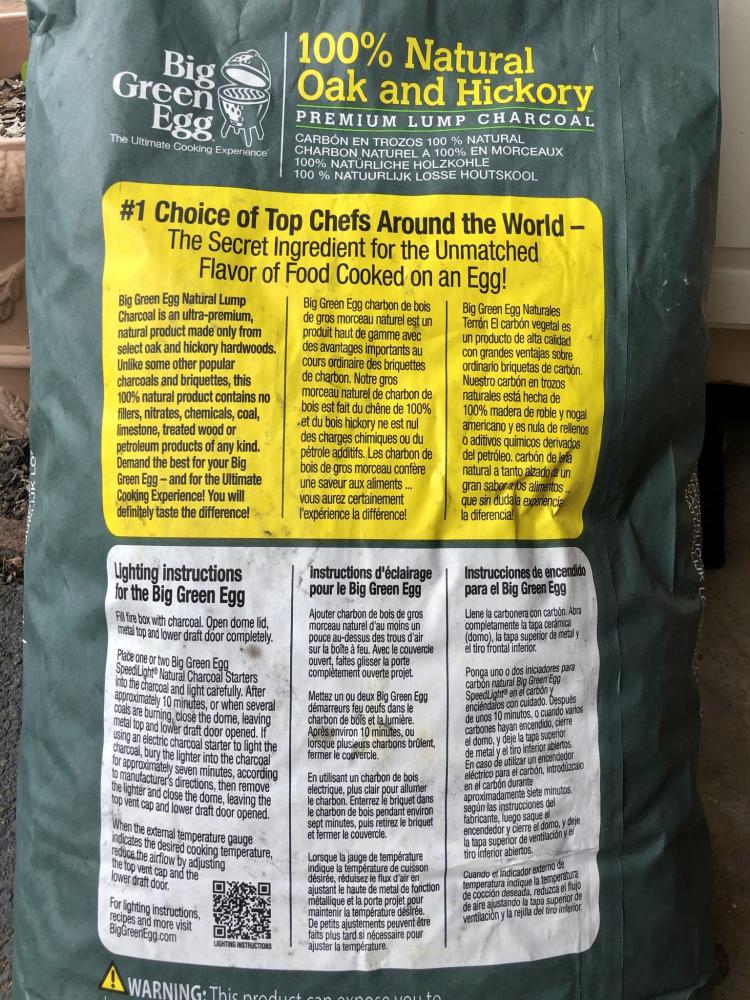 Big
Green
Egg
The Ultimate Cooking Experience
100% Natural
Oak and Hickory
PREMIUM LUMP CHARCOAL
CARBÓN EN TROZOS 100 % NATURAL
CHARBON NATUREL A 100% EN MORCEAUX
100% NATÜRLICHE HOLZKOHLE
100 % NATUURLIJK LOSSE HOUTSKOOL
#1 Choice of Top Chefs Around the World –
The Secret Ingredient for the Unmatched
Flavor of Food Cooked on an Egg!
Big Green Egg Natural Lump
Charcoal is an ultra-premium,
natural product made only from
select oak and hickory hardwoods.
Unlike some other popular
charcoals and briquettes, this
100% natural product contains no
fillers, nitrates, chemicals, coal,
limestone, treated wood or
petroleum products of any kind.
Demand the best for your Big
Green Egg – and for the Ultimate
Cooking Experience! You will
definitely taste the difference!
Big Green Egg charbon de bois
de gros morceau naturel est un
produit haut de gamme avec
des avantages importants au
cours ordinaire des briquettes
de charbon. Notre gros
morceau naturel de charbon de
bois est fait du chêne de 100%
et du bois hickory ne est nul
des charges chimiques ou du
pétrole additifs. Les charbon de
bois de gros morceau confère
une saveur aux aliments ...
vous aurez certainement
l'expérience la différence!
Big Green Egg Naturales
Terrón El carbón vegetal es
un producto de alta calidad
con grandes ventajas sobre
ordinario briquetas de carbón.
Nuestro carbón en trozos
naturales está hecha de
100% madera de roble y nogal
americano y es nula de rellenos
o aditivos químicos derivados
del petróleo. carbón de leña
natural a tanto alzado da un
gran sabor a los alimentos ...
que sin duda la experiencia
la diferencia!
Lighting instructions
for the Big Green Egg
Fill fire box with charcoal. Open dome lid,
metal top and lower draft door completely.
Place one or two Big Green Egg
SpeediLight® Natural Charcoal Starters
into the charcoal and light carefully. After
approximately 10 minutes, or when several
coals are burning, close the dome, leaving
metal top and lower draft door opened. If
using an electric charcoal starter to light the
charcoal, bury the lighter into the charcoal
for approximately seven minutes, according
to manufacturer's directions, then remove
the lighter and close the dome, leaving the
top vent cap and lower draft door opened.
When the external temperature gauge
indicates the desired cooking temperature,
reduce the airflow by adjusting
the top vent cap and the
lower draft door.
For lighting instructions,
recipes and more visit
BigGreenEgg.com
LIGHTING INSTRUCTIONS
Instructions d'éclairage
pour le Big Green Egg
Ajouter charbon de bois de gros
morceau naturel d'au moins un
pouce au-dessus des trous d'air
sur la boîte à feu. Avec le couvercle
ouvert, faites glisser la porte
complètement ouverte projet.
Mettez un ou deux Big Green Egg
démarreurs feu oeufs dans le
charbon de bois et la lumière.
Après environ 10 minutes, ou
lorsque plusieurs charbons brûlent,
fermer le couvercle.
En utilisant un charbon de bois
electrique, plus clair pour allumer
le charbon. Enterrez le briquet dans
le charbon de bois pendant environ
sept minutes, puis retirez le briquet
et fermer le couvercle.
Lorsque la jauge de température
indique la température de cuisson
désirée, réduisez le flux d'air en
ajustant le haute de metal de fonction
métallique et la porte projet pour
maintenir la température désirée.
De petits ajustements peuvent être
faits plus tard si nécessaire pour
ajuster la température.
Instrucciones de encendido
para el Big Green Egg
Llene la carbonera con carbón. Abra
completamente la tapa cerámica
(domo), la tapa superior de metal y
el tiro frontal inferior.
Ponga uno o dos iniciadores para
carbón natural Big Green Egg
SpeedLight® en el carbón y
enciéndalos con cuidado. Después
de unos 10 minutos, o cuando varios
carbones hayan encendido, cierre
el domo, y deje la tapa superior
de metal y el tiro inferior abiertos.
En caso de utilizar un encendedor
eléctrico para el carbón, introdúzcalo
en el carbón durante
aproximadamente siete minutos,
según las instrucciones del
fabricante, luego saque el
encendedor y cierre el domo, y deje
la tapa superior de ventilación y el
tiro inferior abiertos.
Cuando el indicador externo de
temperatura indique la temperatura
de cocción deseada, reduzca el flujo
de aire ajustando la tapa superior de
ventilación y la rejilla del tiro inferior.
WARNING: This product can expose you to